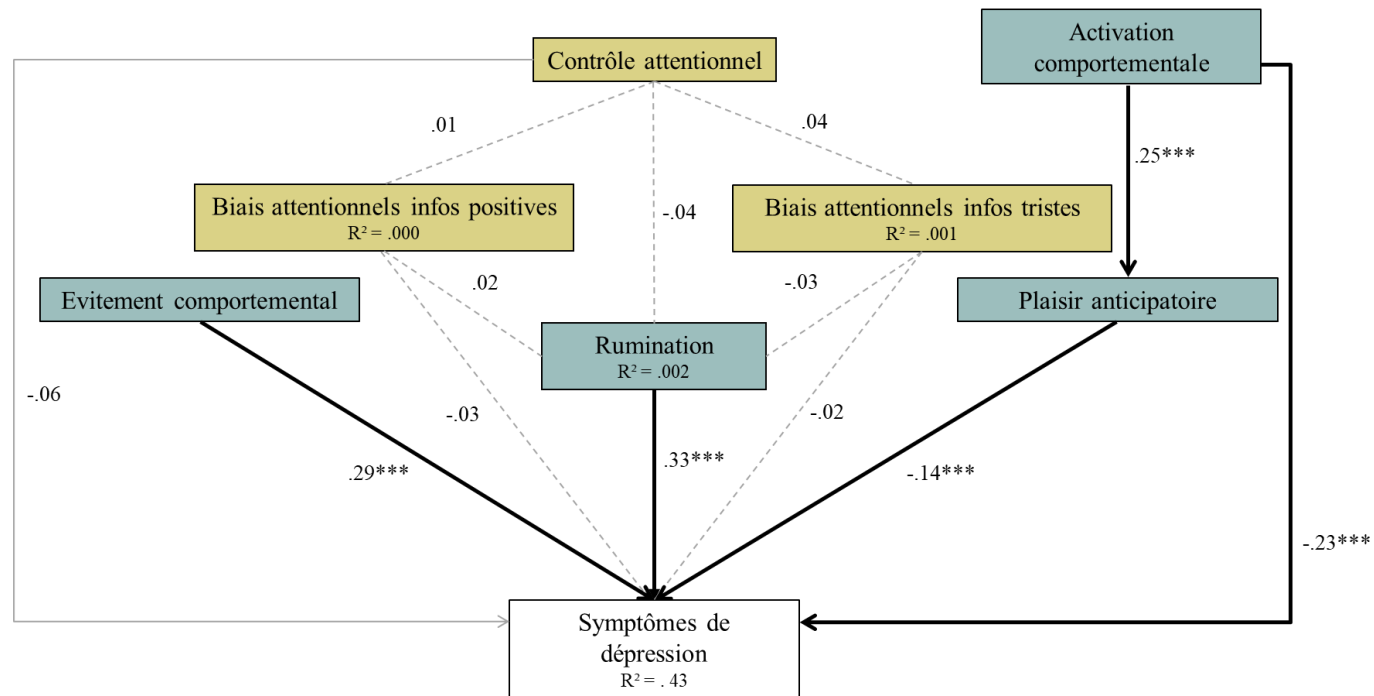 Activation
comportementale
Contrôle attentionnel
.01
.04
.25***
Biais attentionnels infos positives
R² = .000
-.04
Biais attentionnels infos tristes
R² = .001
.02
-.03
Evitement comportemental
Plaisir anticipatoire
Rumination
R² = .002
-.06
-.03
-.02
.29***
.33***
-.14***
-.23***
Symptômes de
dépression
R² = . 43